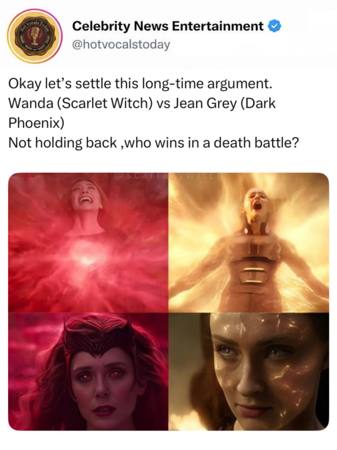 Celebrity News Entertainment
@hotvocalstoday
Okay let's settle this long-time argument.
Wanda (Scarlet Witch) vs Jean Grey (Dark
Phoenix)
Not holding back ,who wins in a death battle?